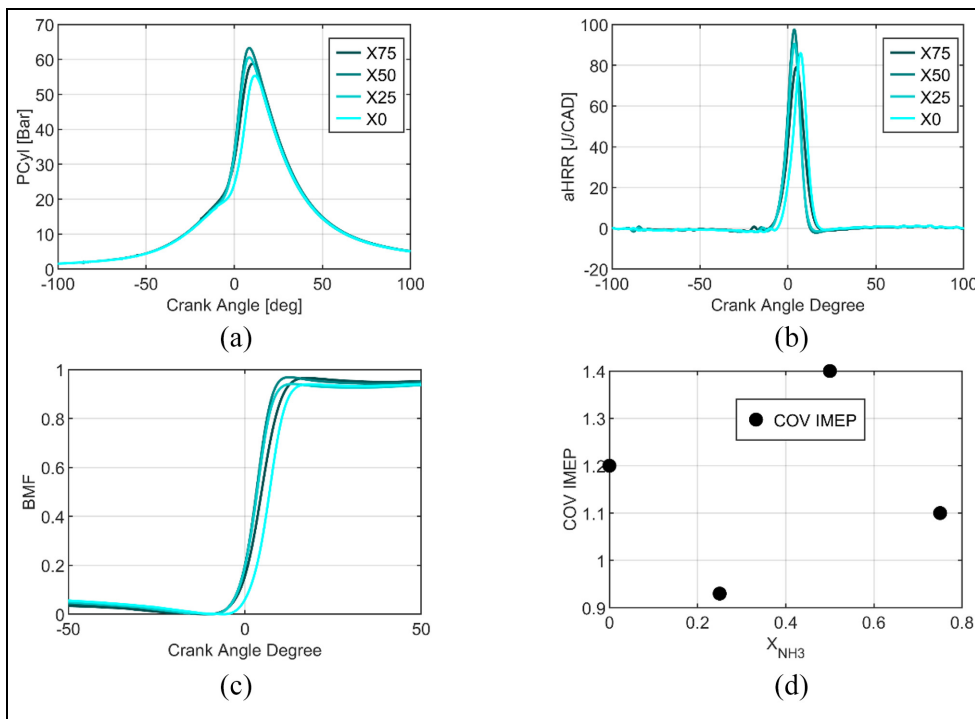 70
60
50
40
30
20
10
0
PCyl [Bar]
-100
-50
0
50
100
Crank Angle [deg]
X75
X50
X25
X0
(a)
100
80
60
40
20
0
-20
aHRR [J/CAD]
-100
-50
0
50
100
Crank Angle Degree
X75
X50
X25
X0
(b)
1
0.8
0.6
0.4
0.2
0
BMF
-50
0
50
Crank Angle Degree
(c)
1.4
1.3
1.2
1.1
1
0.9
COV IMEP
COV IMEP
0
0.2
0.4
0.6
0.8
X_NH3
(d)